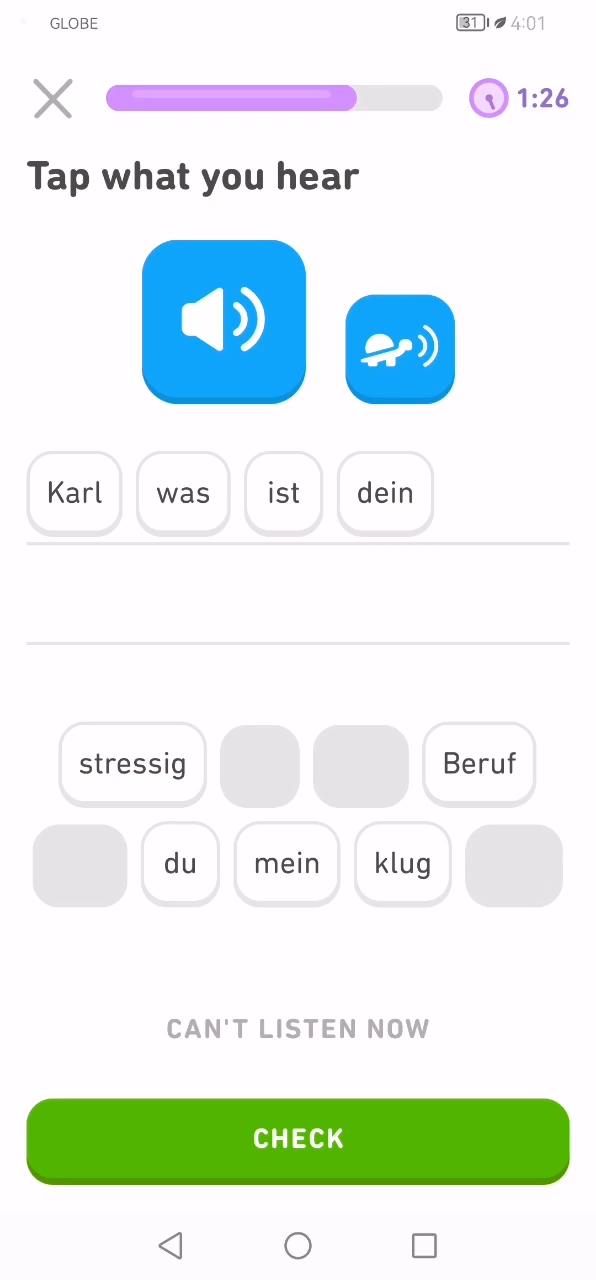 GLOBE 31 4:01
1:26
Tap what you hear
Karl was ist dein
stressig Beruf
du mein klug
CAN'T LISTEN NOW
CHECK